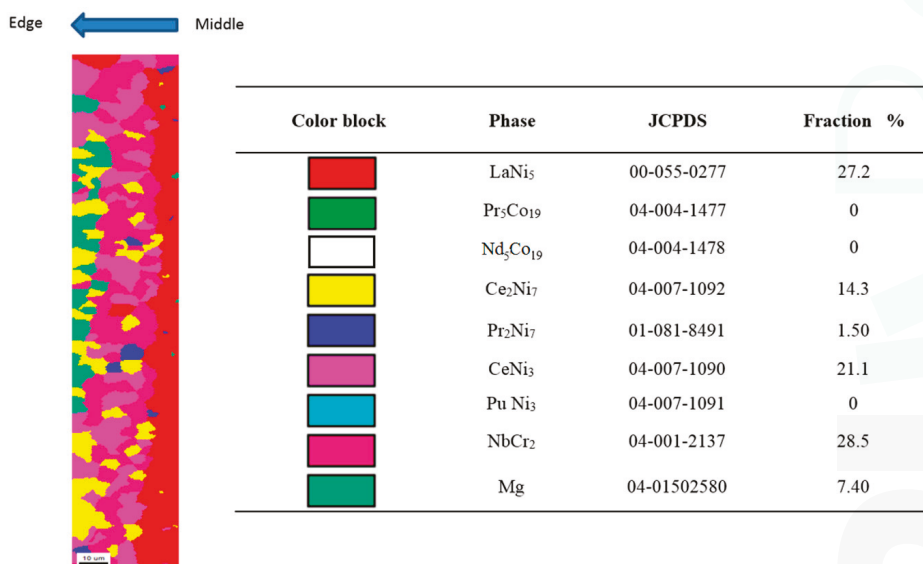 Edge Middle
Color block Phase JCPDS Fraction %
LaNi₅ 00-055-0277 27.2
Pr₅Co₁₉ 04-004-1477 0
Nd₅Co₁₉ 04-004-1478 0
Ce₂Ni₇ 04-007-1092 14.3
Pr₂Ni₇ 01-081-8491 1.50
CeNi₃ 04-007-1090 21.1
Pu Ni₃ 04-007-1091 0
NbCr₂ 04-001-2137 28.5
Mg 04-01502580 7.40
10 um